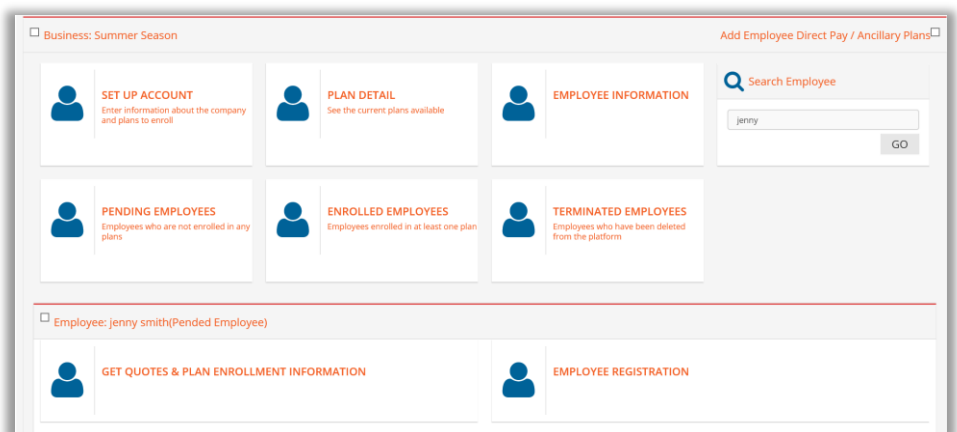 Business: Summer Season
Add Employee Direct Pay / Ancillary Plans
SET UP ACCOUNT
Enter information about the company
and plans to enroll
PLAN DETAIL
See the current plans available
EMPLOYEE INFORMATION
Search Employee
jenny
GO
PENDING EMPLOYEES
Employees who are not enrolled in any
plans
ENROLLED EMPLOYEES
Employees enrolled in at least one plan
TERMINATED EMPLOYEES
Employees who have been deleted
from the platform
Employee: jenny smith(Pended Employee)
GET QUOTES & PLAN ENROLLMENT INFORMATION
EMPLOYEE REGISTRATION